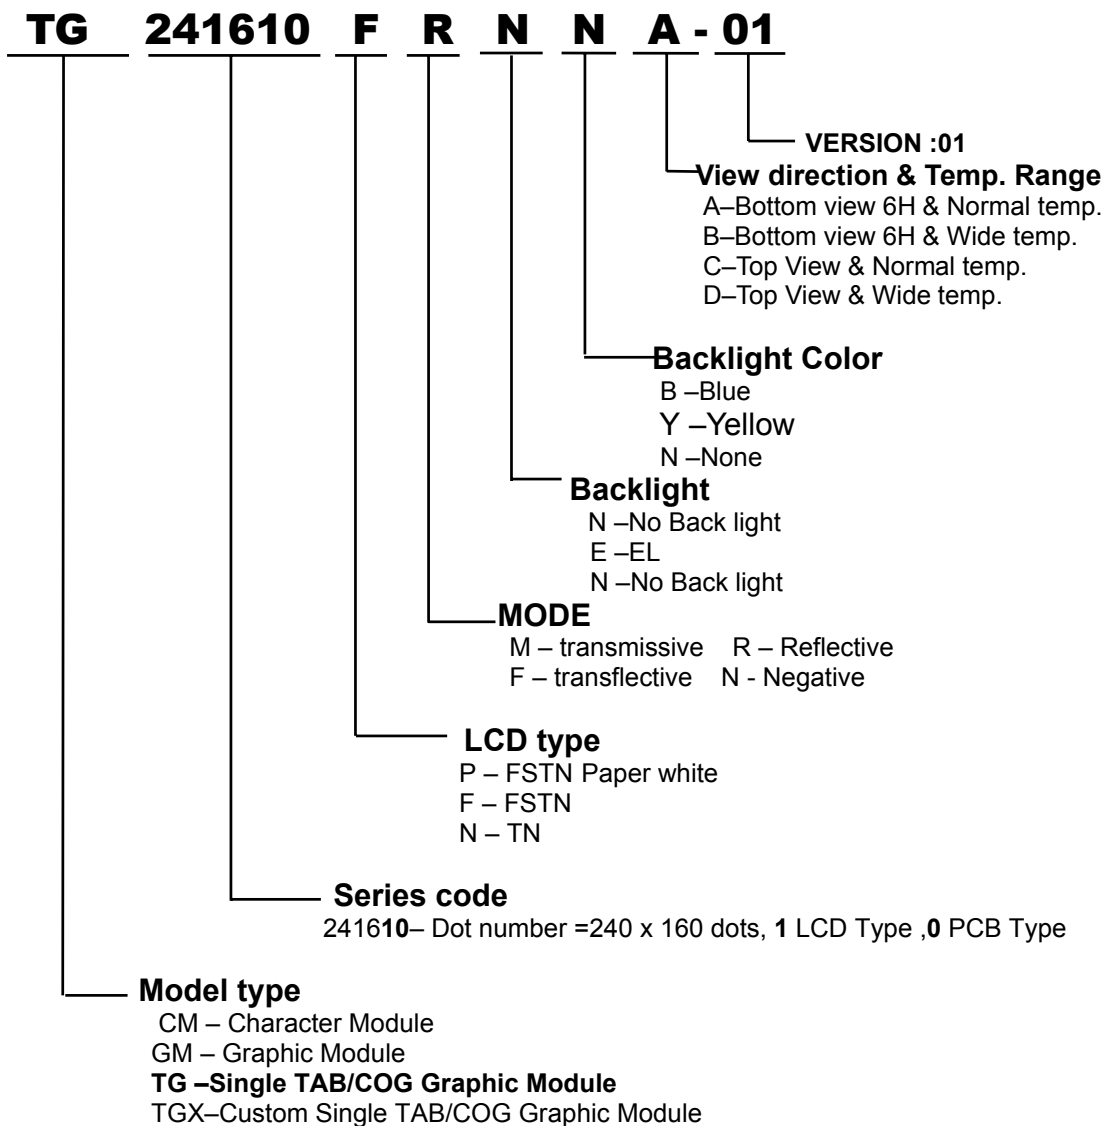 TG 241610 F R N N A - 01
VERSION :01
View direction & Temp. Range
A–Bottom view 6H & Normal temp.
B–Bottom view 6H & Wide temp.
C–Top View & Normal temp.
D–Top View & Wide temp.
Backlight Color
B –Blue
Y –Yellow
N –None
Backlight
N –No Back light
E –EL
N –No Back light
MODE
M – transmissive R – Reflective
F – transflective N - Negative
LCD type
P – FSTN Paper white
F – FSTN
N – TN
Series code
241610– Dot number =240 x 160 dots, 1 LCD Type ,0 PCB Type
Model type
CM – Character Module
GM – Graphic Module
TG –Single TAB/COG Graphic Module
TGX–Custom Single TAB/COG Graphic Module